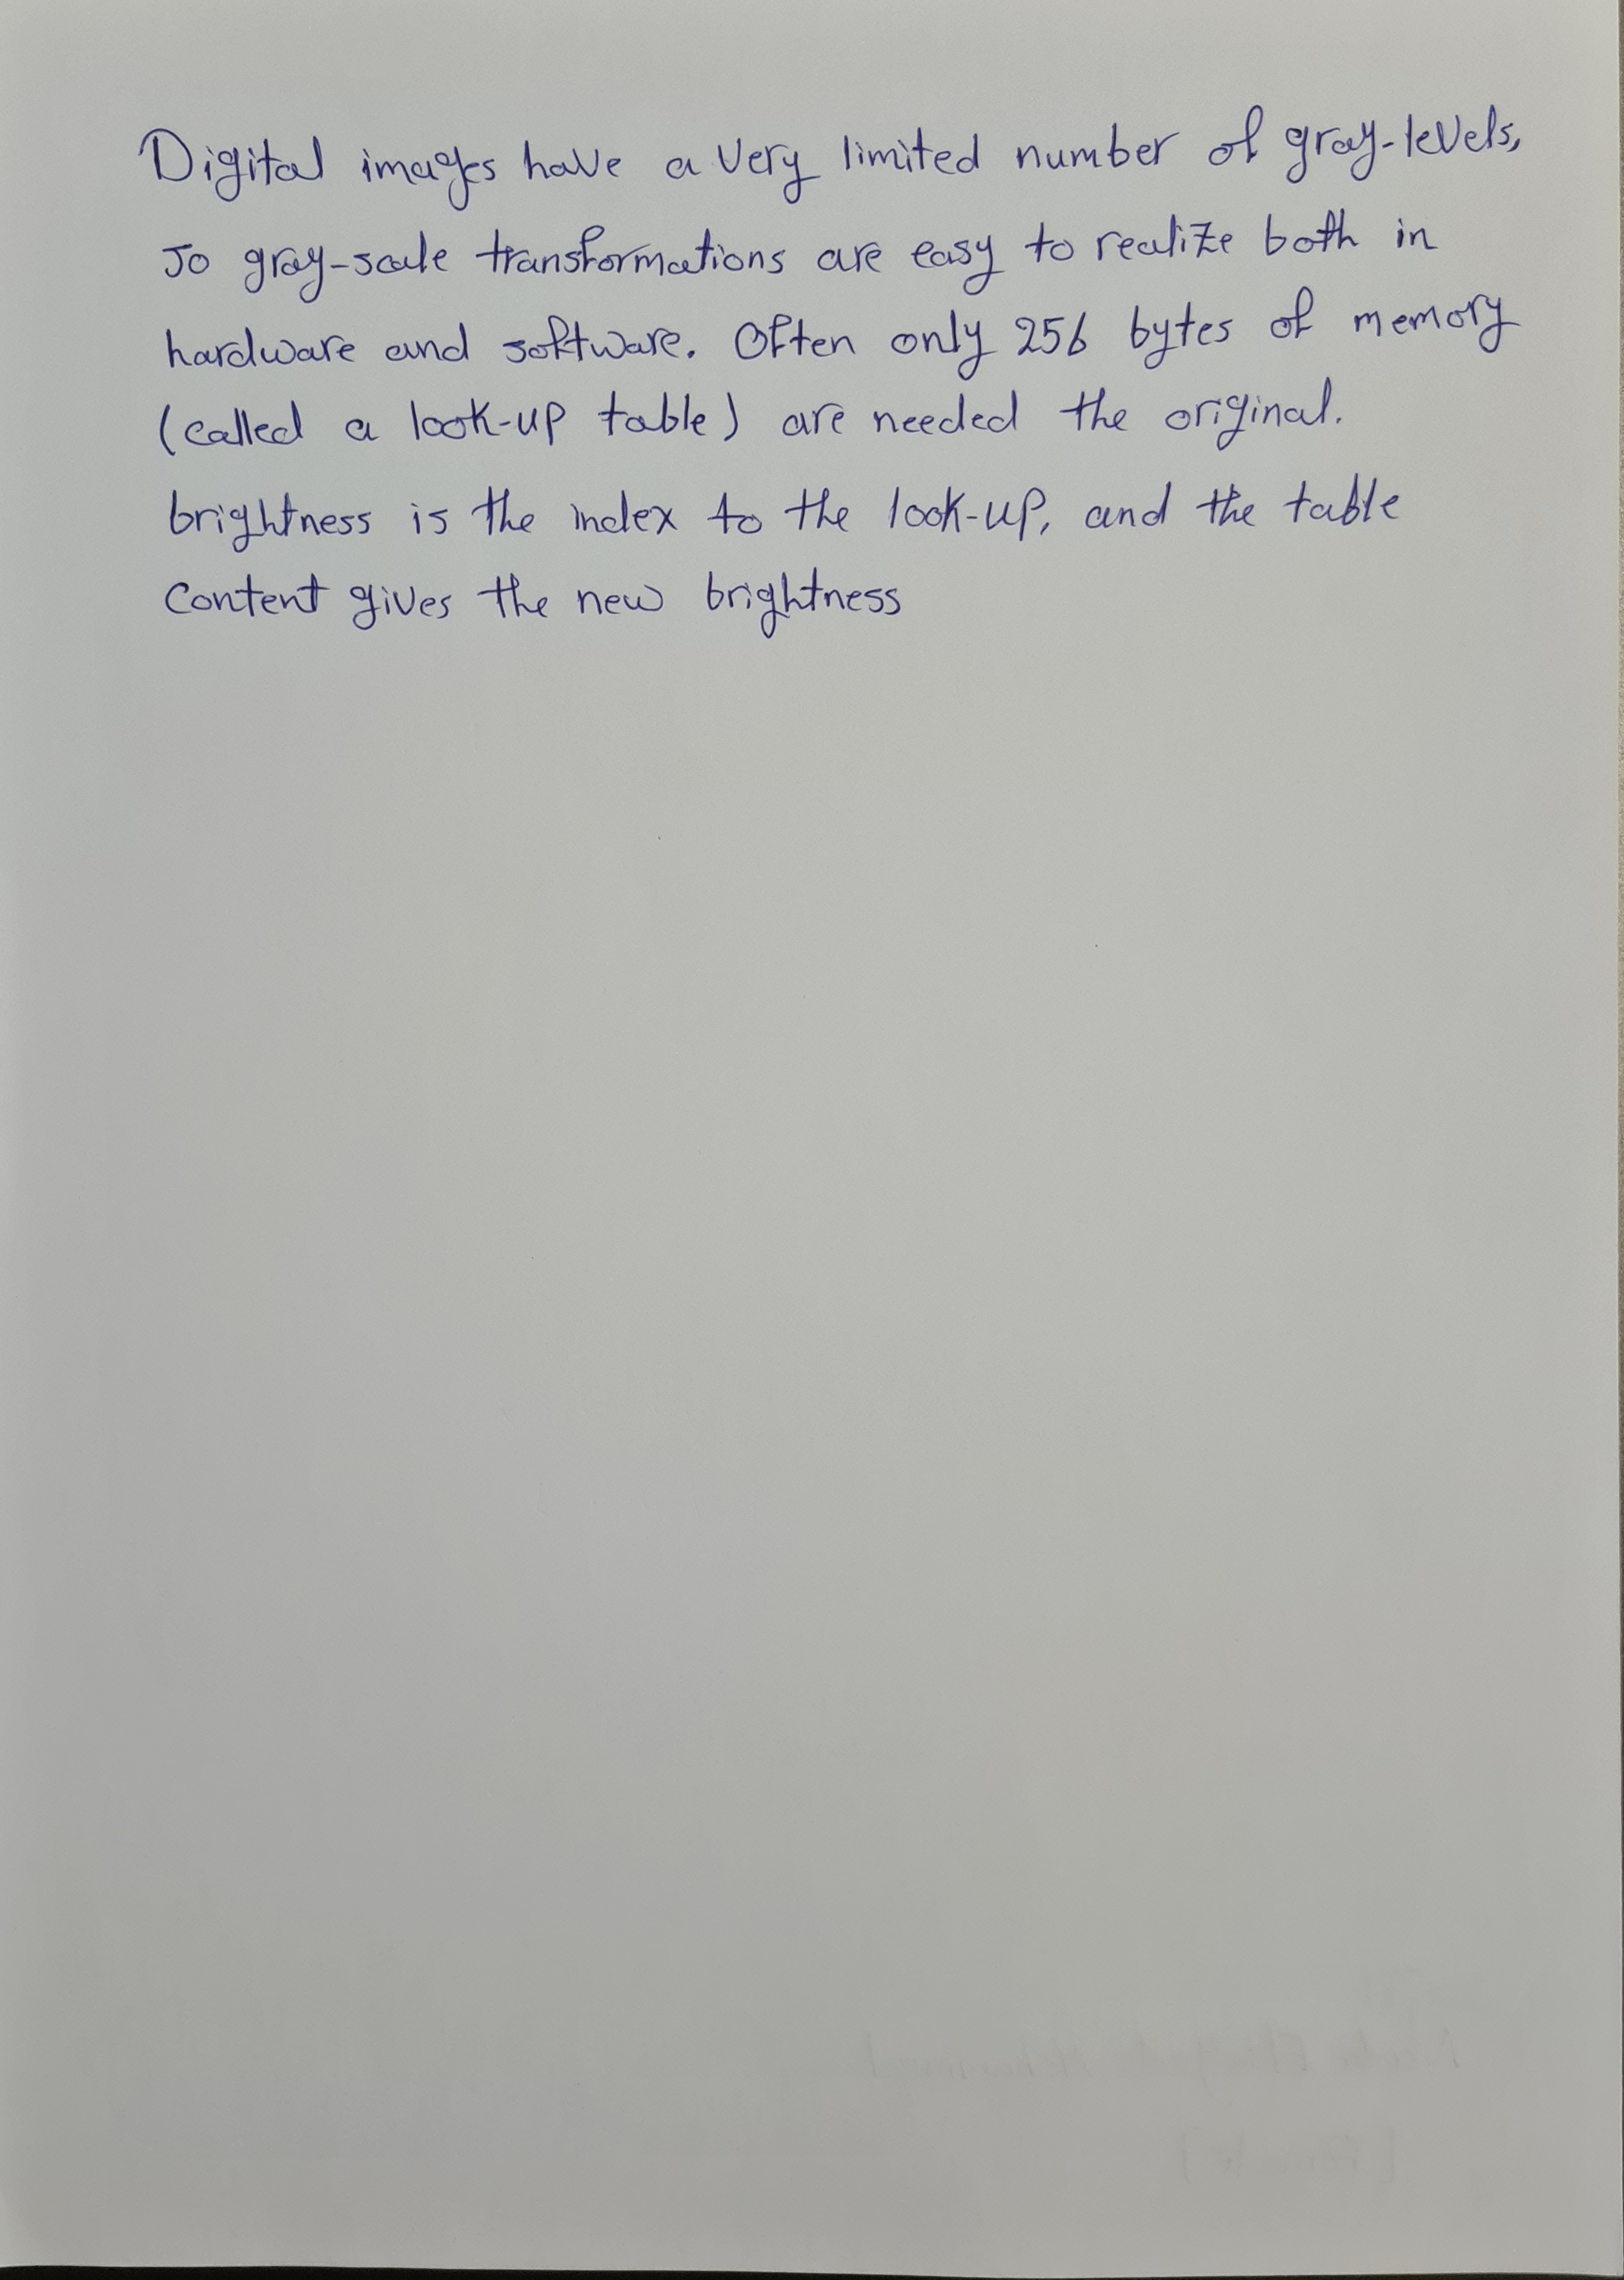 Digital images have a very limited number of gray-levels,
so gray-scale transformations are easy to realize both in
hardware and software. Often only 256 bytes of memory
(called a look-up table) are needed the original.
brightness is the index to the look-up, and the table
Content gives the new brightness